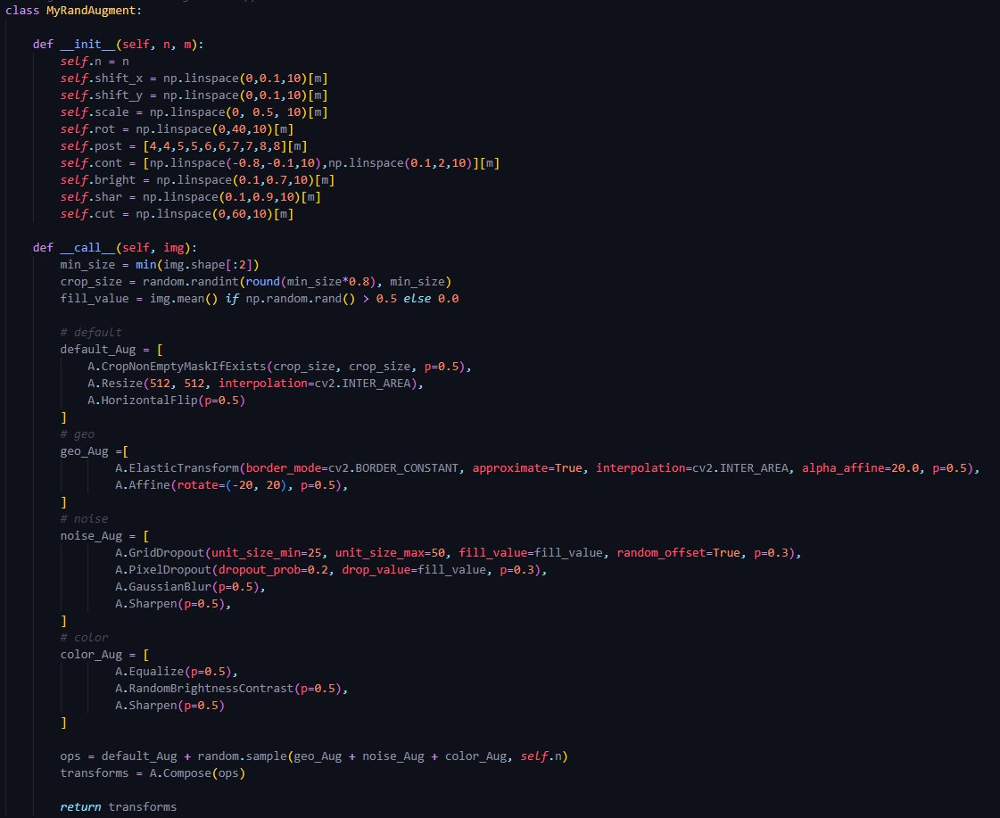 class MyRandAugment:
    def __init__(self, n, m):
        self.n = n
        self.shift_x = np.linspace(0,0.1,10)[m]
        self.shift_y = np.linspace(0,0.1,10)[m]
        self.scale = np.linspace(0, 0.5, 10)[m]
        self.rot = np.linspace(0,40,10)[m]
        self.post = [4,4,5,5,6,6,7,7,8,8][m]
        self.cont = [np.linspace(-0.8,-0.1,10),np.linspace(0.1,2,10)][m]
        self.bright = np.linspace(0.1,0.7,10)[m]
        self.shar = np.linspace(0.1,0.9,10)[m]
        self.cut = np.linspace(0,60,10)[m]
    def __call__(self, img):
        min_size = min(img.shape[:2])
        crop_size = random.randint(round(min_size*0.8), min_size)
        fill_value = img.mean() if np.random.rand() > 0.5 else 0.0
        # default
        default_Aug = [
            A.CropNonEmptyMaskIfExists(crop_size, crop_size, p=0.5),
            A.Resize(512, 512, interpolation=cv2.INTER_AREA),
            A.HorizontalFlip(p=0.5)
        ]
        # geo
        geo_Aug =[
                A.ElasticTransform(border_mode=cv2.BORDER_CONSTANT, approximate=True, interpolation=cv2.INTER_AREA, alpha_affine=20.0, p=0.5),
                A.Affine(rotate=(-20, 20), p=0.5),
        ]
        # noise
        noise_Aug = [
                A.GridDropout(unit_size_min=25, unit_size_max=50, fill_value=fill_value, random_offset=True, p=0.3),
                A.PixelDropout(dropout_prob=0.2, drop_value=fill_value, p=0.3),
                A.GaussianBlur(p=0.5),
                A.Sharpen(p=0.5),
        ]
        # color
        color_Aug = [
                A.Equalize(p=0.5),
                A.RandomBrightnessContrast(p=0.5),
                A.Sharpen(p=0.5)
        ]
        ops = default_Aug + random.sample(geo_Aug + noise_Aug + color_Aug, self.n)
        transforms = A.Compose(ops)
        return transforms